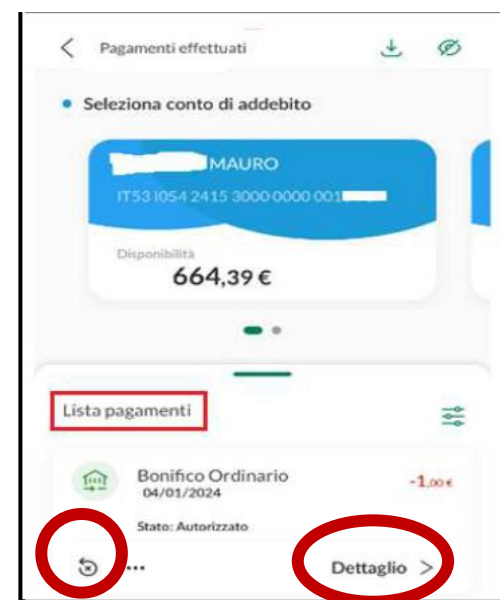 Pagamenti effettuati
Seleziona conto di addebito
MAURO
IT53 I054 2415 3000 0000 001
Disponibilità
664,39 €
Lista pagamenti
Bonifico Ordinario
-1,00 €
04/01/2024
Stato: Autorizzato
... Dettaglio >